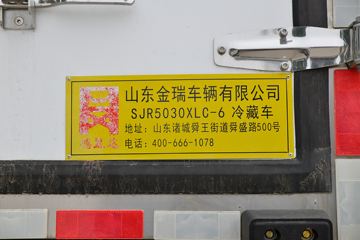 山东金瑞车辆有限公司
SJR5030XLC-6 冷藏车
地址：山东诸城舜王街道舜盛路500号
电话：400-666-1078